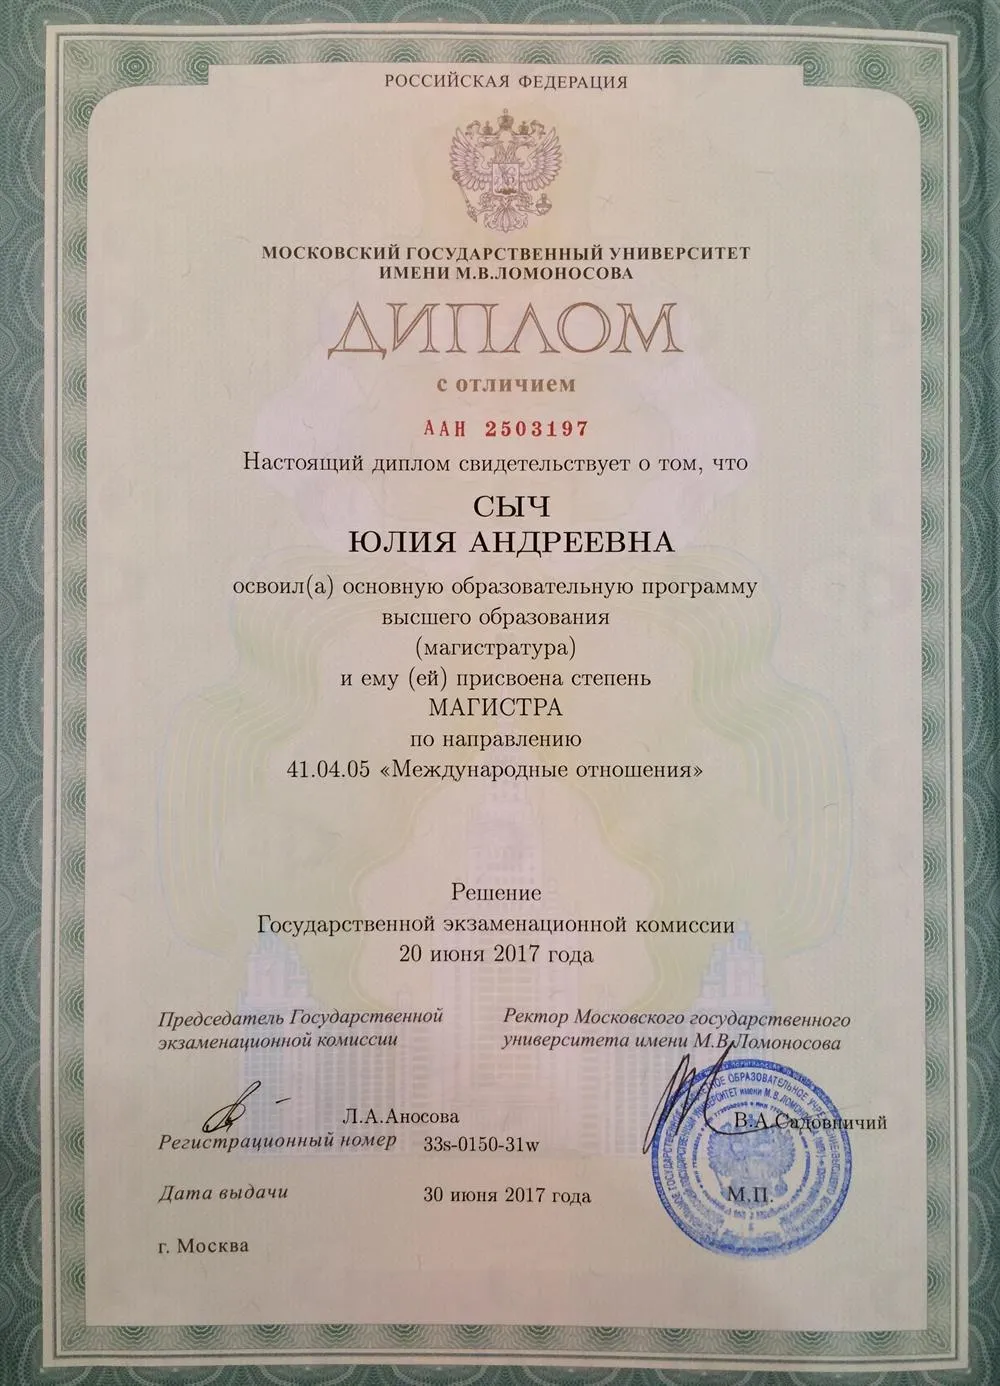 РОССИЙСКАЯ ФЕДЕРАЦИЯ
МОСКОВСКИЙ ГОСУДАРСТВЕННЫЙ УНИВЕРСИТЕТ
ИМЕНИ М.В.ЛОМОНОСОВА
ДИПЛОМ
с отличием
ААН 2503197
Настоящий диплом свидетельствует о том, что
СЫЧ
ЮЛИЯ АНДРЕЕВНА
освоил(а) основную образовательную программу
высшего образования
(магистратура)
и ему (ей) присвоена степень
МАГИСТРА
по направлению
41.04.05 «Международные отношения»
Решение
Государственной экзаменационной комиссии
20 июня 2017 года
Председатель Государственной
экзаменационной комиссии
Ректор Московского государственного
университета имени М.В.Ломоносова
Л.А.Аносова
В.А.Садовничий
Регистрационный номер 33s-0150-31w
Дата выдачи 30 июня 2017 года
М.П.
г. Москва